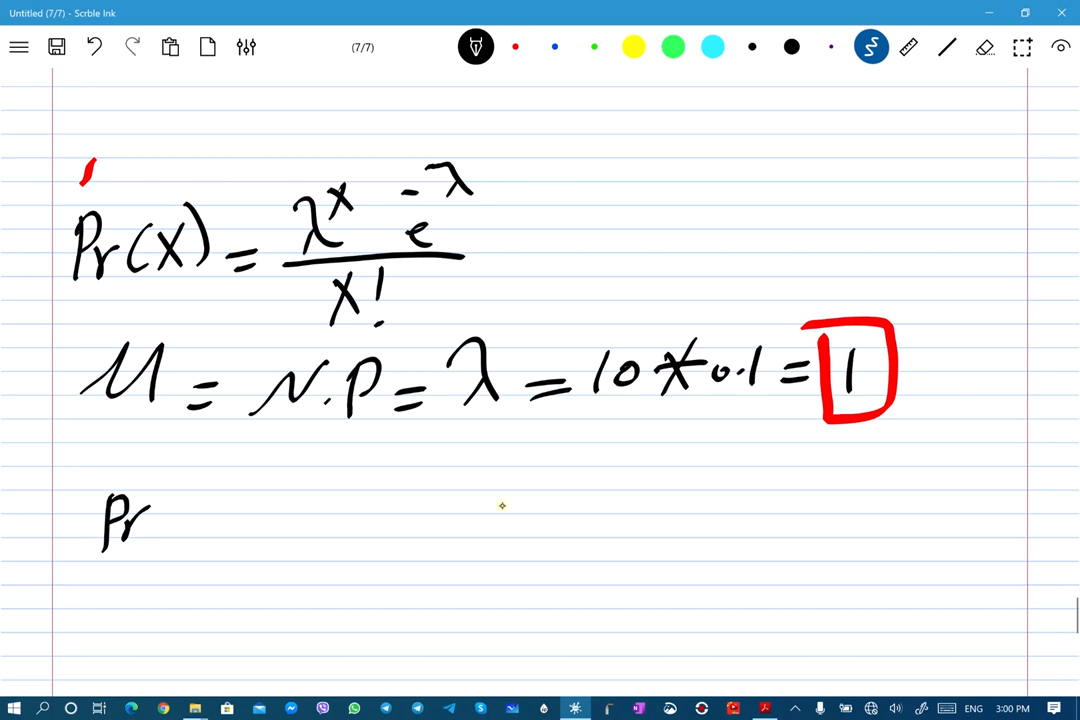 Untitled (7/7) - Scrble Ink
(7/7)
Pr(X) = λ^x e^-λ / x!
M = N.P = λ = 10 * 0.1 = 1
Pr
ENG 3:00 PM